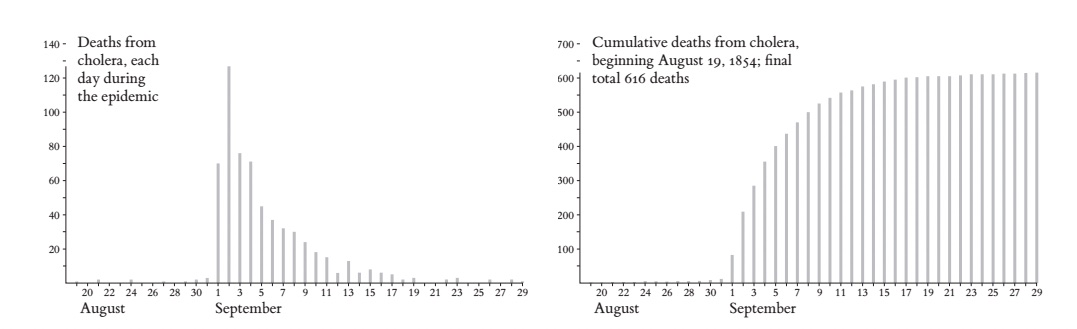 Deaths from
cholera, each
day during
the epidemic
140
120
100
80
60
40
20
20 22 24 26 28 30 1 3 5 7 9 11 13 15 17 19 21 23 25 27 29
August September
Cumulative deaths from cholera,
beginning August 19, 1854; final
total 616 deaths
700
600
500
400
300
200
100
20 22 24 26 28 30 1 3 5 7 9 11 13 15 17 19 21 23 25 27 29
August September